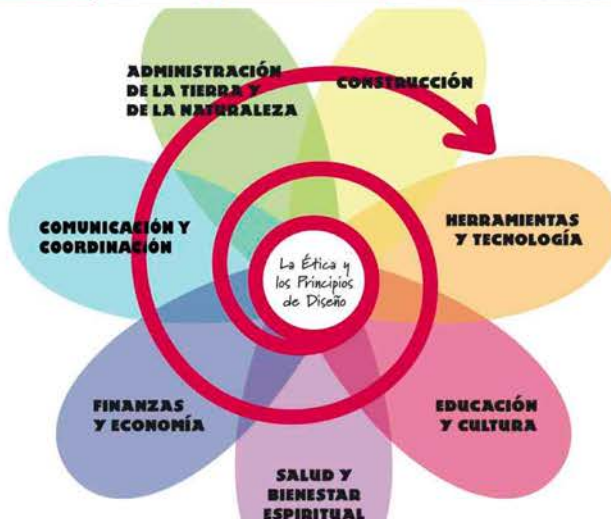 ADMINISTRACIÓN
DE LA TIERRA Y
DE LA NATURALEZA
CONSTRUCCIÓN
HERRAMIENTAS
Y TECNOLOGÍA
EDUCACIÓN
Y CULTURA
SALUD Y
BIENESTAR
ESPIRITUAL
FINANZAS
Y ECONOMÍA
COMUNICACIÓN Y
COORDINACIÓN
La Ética y
los Principios
de Diseño